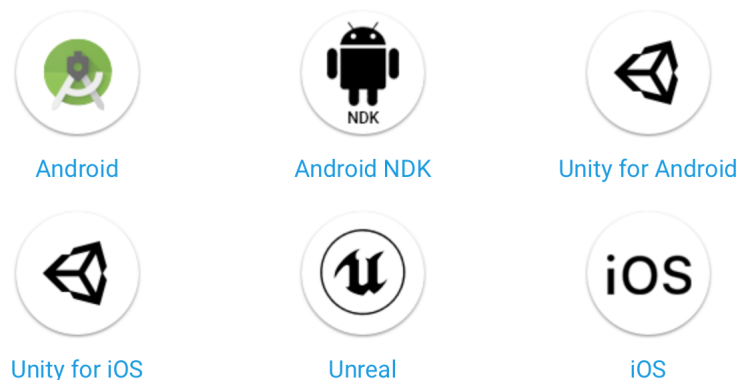 NDK
Android
Android NDK
Unity for Android
iOS
Unity for iOS
Unreal
iOS